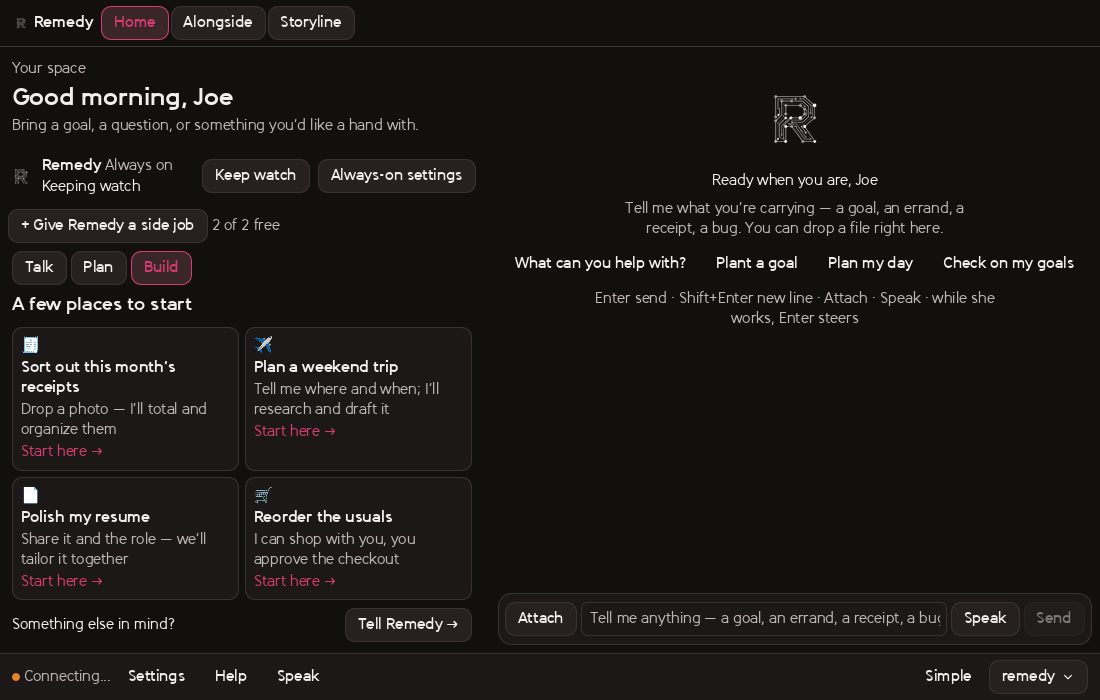 Remedy Home Alongside Storyline
Your space
Good morning, Joe
Bring a goal, a question, or something you'd like a hand with.
Remedy Always on
Keeping watch
Keep watch Always-on settings
+ Give Remedy a side job 2 of 2 free
Talk Plan Build
A few places to start
Sort out this month's
receipts
Drop a photo — I'll total and
organize them
Start here →
Plan a weekend trip
Tell me where and when; I'll
research and draft it
Start here →
Polish my resume
Share it and the role — we'll
tailor it together
Start here →
Reorder the usuals
I can shop with you, you
approve the checkout
Start here →
Something else in mind? Tell Remedy →
R
Ready when you are, Joe
Tell me what you're carrying — a goal, an errand, a
receipt, a bug. You can drop a file right here.
What can you help with? Plant a goal Plan my day Check on my goals
Enter send · Shift+Enter new line · Attach · Speak · while she
works, Enter steers
Attach Tell me anything — a goal, an errand, a receipt, a bug Speak Send
Connecting... Settings Help Speak Simple remedy